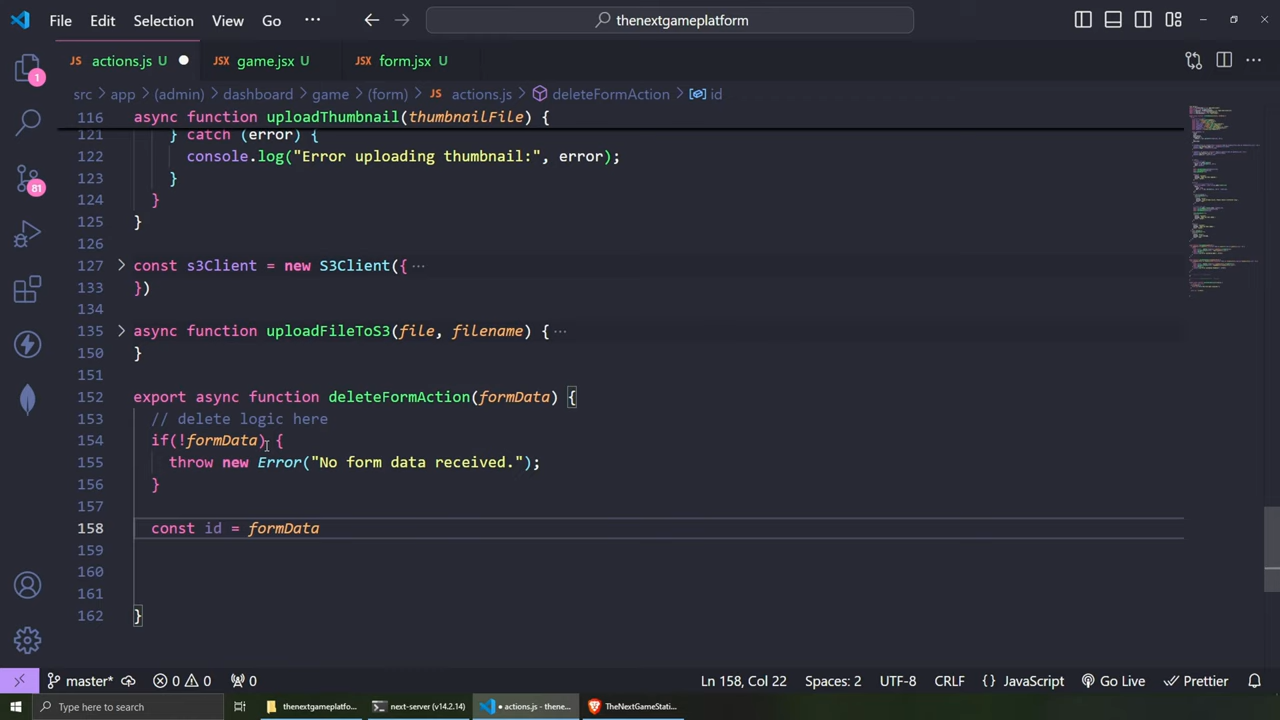 File Edit Selection View Go ··· thenextgameplatform
JS actions.js U ● JSX game.jsx U JSX form.jsx U
src > app > (admin) > dashboard > game > (form) > JS actions.js > deleteFormAction > id
116 async function uploadThumbnail(thumbnailFile) {
121 } catch (error) {
122 console.log("Error uploading thumbnail:", error);
123 }
124 }
125 }
126
127 const s3Client = new S3Client({ ···
133 })
134
135 async function uploadFileToS3(file, filename) { ···
150 }
151
152 export async function deleteFormAction(formData) {
153 // delete logic here
154 if(!formData) {
155 throw new Error("No form data received.");
156 }
157
158 const id = formData
159
160
161
162 }
1
81
master* 0 0 0 Ln 158, Col 22 Spaces: 2 UTF-8 CRLF {} JavaScript Go Live Prettier
Type here to search thenextgameplatfo... next-server (v14.2.14) ● actions.js - thene... TheNextGameStati...